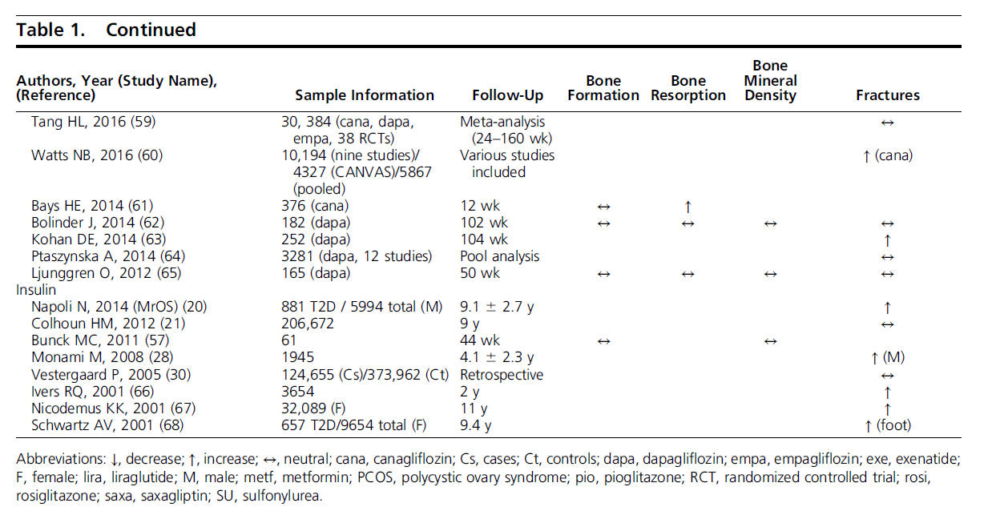 Table 1. Continued
Authors, Year (Study Name), (Reference) Sample Information Follow-Up Bone Formation Bone Resorption Bone Mineral Density Fractures
Tang HL, 2016 (59) 30, 384 (cana, dapa, empa, 38 RCTs) Meta-analysis (24–160 wk) ↔
Watts NB, 2016 (60) 10,194 (nine studies)/ 4327 (CANVAS)/5867 (pooled) Various studies included ↑ (cana)
Bays HE, 2014 (61) 376 (cana) 12 wk ↔ ↑
Bolinder J, 2014 (62) 182 (dapa) 102 wk ↔ ↔ ↔ ↔
Kohan DE, 2014 (63) 252 (dapa) 104 wk ↑
Ptaszynska A, 2014 (64) 3281 (dapa, 12 studies) Pool analysis ↔
Ljunggren O, 2012 (65) 165 (dapa) 50 wk ↔ ↔ ↔ ↔
Insulin
Napoli N, 2014 (MrOS) (20) 881 T2D / 5994 total (M) 9.1 ± 2.7 y ↑
Colhoun HM, 2012 (21) 206,672 9 y ↔
Bunck MC, 2011 (57) 61 44 wk ↔ ↔
Monami M, 2008 (28) 1945 4.1 ± 2.3 y ↑ (M)
Vestergaard P, 2005 (30) 124,655 (Cs)/373,962 (Ct) Retrospective ↔
Ivers RQ, 2001 (66) 3654 2 y ↑
Nicodemus KK, 2001 (67) 32,089 (F) 11 y ↑
Schwartz AV, 2001 (68) 657 T2D/9654 total (F) 9.4 y ↑ (foot)
Abbreviations: ↓, decrease; ↑, increase; ↔, neutral; cana, canagliflozin; Cs, cases; Ct, controls; dapa, dapagliflozin; empa, empagliflozin; exe, exenatide;
F, female; lira, liraglutide; M, male; metf, metformin; PCOS, polycystic ovary syndrome; pio, pioglitazone; RCT, randomized controlled trial; rosi,
rosiglitazone; saxa, saxagliptin; SU, sulfonylurea.